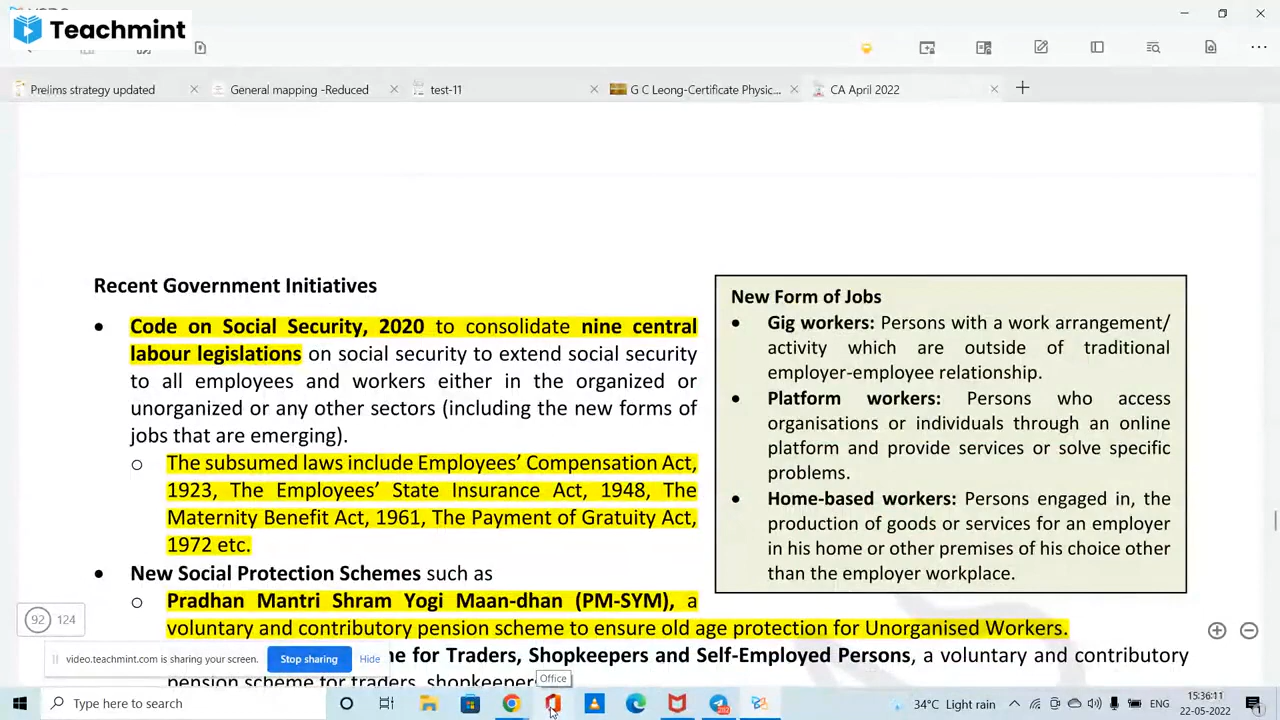 Teachmint
Prelims strategy updated
General mapping -Reduced
test-11
G C Leong-Certificate Physic...
CA April 2022
Recent Government Initiatives
• Code on Social Security, 2020 to consolidate nine central
labour legislations on social security to extend social security
to all employees and workers either in the organized or
unorganized or any other sectors (including the new forms of
jobs that are emerging).
o The subsumed laws include Employees’ Compensation Act,
1923, The Employees’ State Insurance Act, 1948, The
Maternity Benefit Act, 1961, The Payment of Gratuity Act,
1972 etc.
• New Social Protection Schemes such as
o Pradhan Mantri Shram Yogi Maan-dhan (PM-SYM), a
voluntary and contributory pension scheme to ensure old age protection for Unorganised Workers.
me for Traders, Shopkeepers and Self-Employed Persons, a voluntary and contributory
pension scheme for traders, shopkeepers
New Form of Jobs
• Gig workers: Persons with a work arrangement/
activity which are outside of traditional
employer-employee relationship.
• Platform workers: Persons who access
organisations or individuals through an online
platform and provide services or solve specific
problems.
• Home-based workers: Persons engaged in, the
production of goods or services for an employer
in his home or other premises of his choice other
than the employer workplace.
92 124
video.teachmint.com is sharing your screen.
Stop sharing
Hide
Office
Type here to search
282
34°C Light rain
ENG
15:36:11
22-05-2022
1